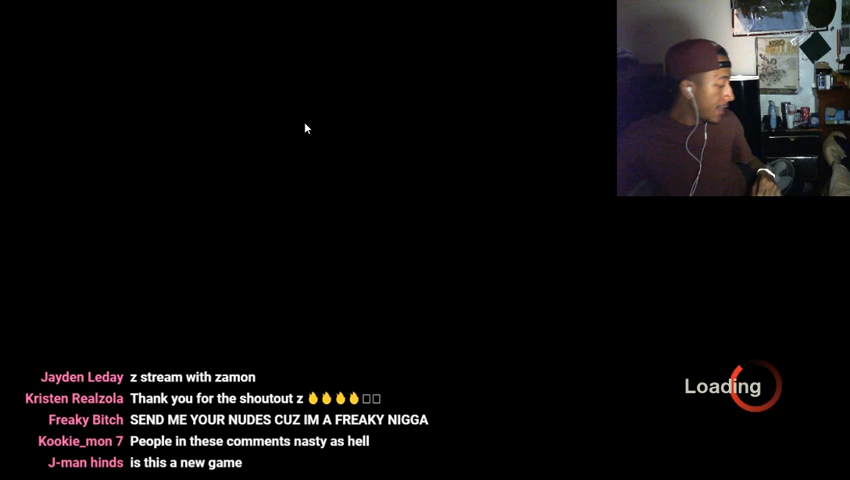 Loading
Jayden Leday z stream with zamon
Kristen Realzola Thank you for the shoutout z 🔥🔥🔥🔥□□
Freaky Bitch SEND ME YOUR NUDES CUZ IM A FREAKY NIGGA
Kookie_mon 7 People in these comments nasty as hell
J-man hinds is this a new game